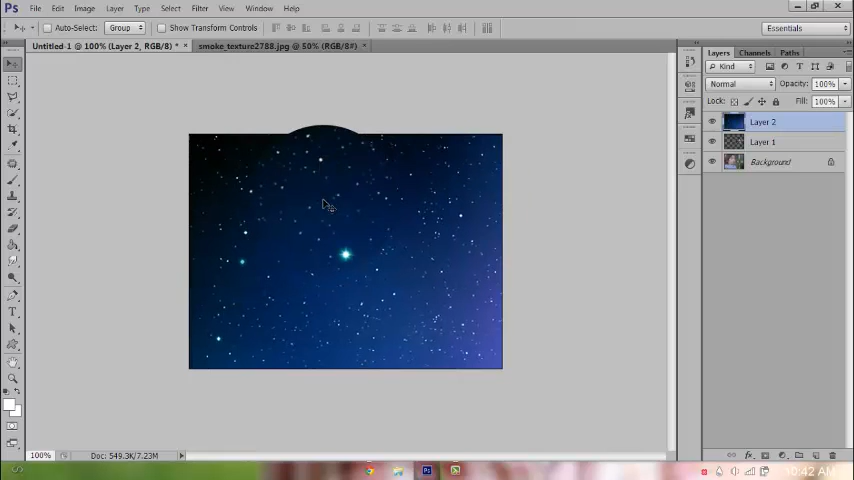 Ps File Edit Image Layer Type Select Filter View Window Help
Auto-Select: Group Show Transform Controls Essentials
Untitled-1 @ 100% (Layer 2, RGB/8) * × smoke_texture2788.jpg @ 50% (RGB/8#) ×
Layers Channels Paths
Kind
Normal Opacity: 100%
Lock: Fill: 100%
Layer 2
Layer 1
Background
T
100% Doc: 549.3K/7.23M fx
Ps 10:42 AM